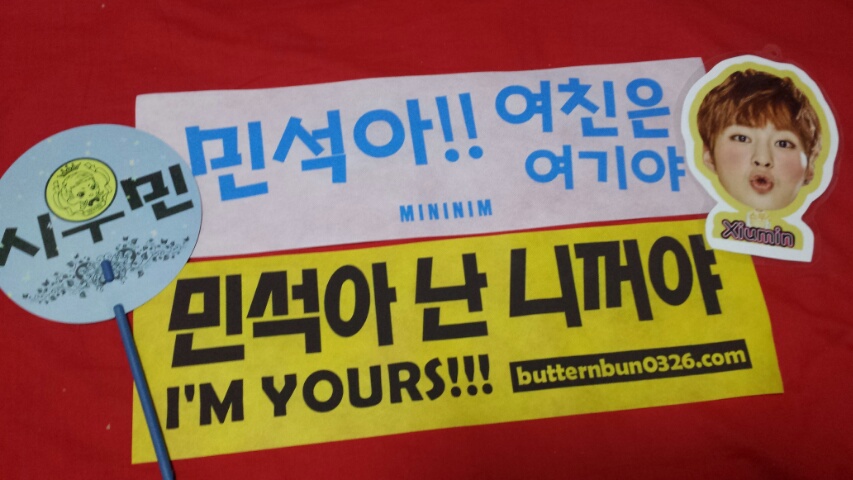 민석아!! 여친은
여기야
MININIM
시우민
Xiumin
민석아 난 니꺼야
I'M YOURS!!!
butternbun0326.com